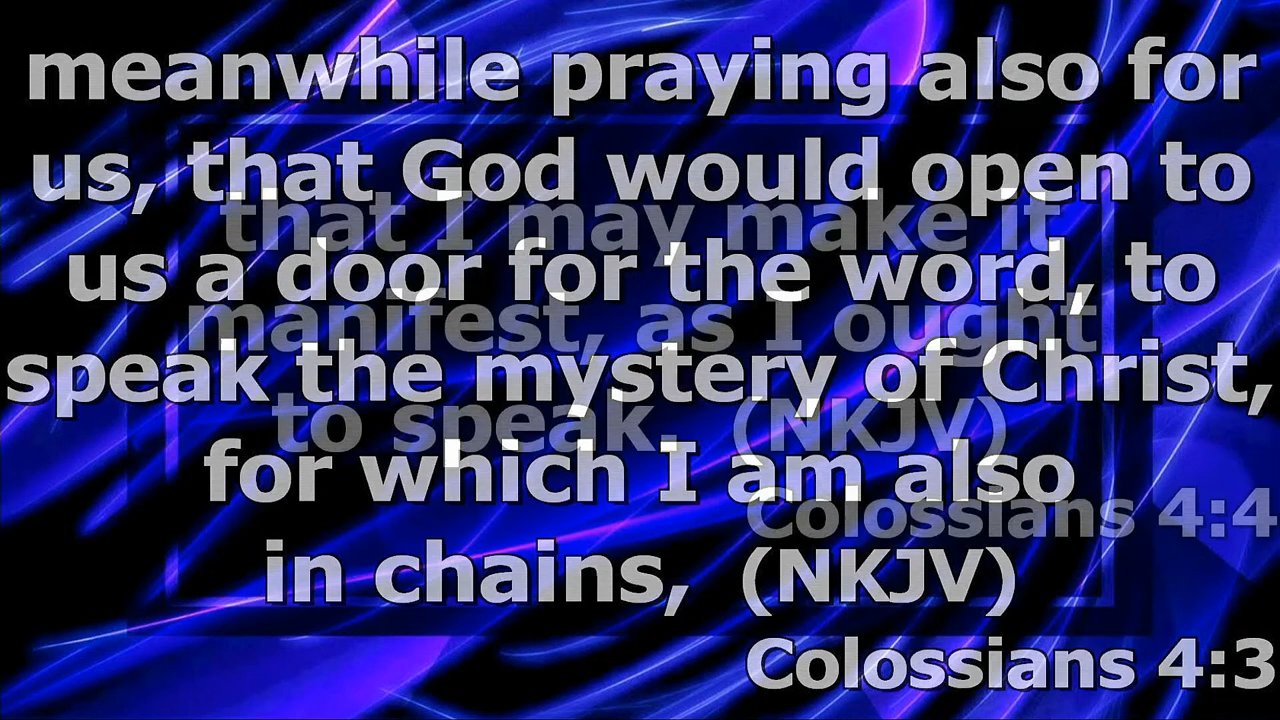 meanwhile praying also for
us, that God would open to
us a door for the word, to
speak the mystery of Christ,
for which I am also
in chains, (NKJV)
Colossians 4:3
that I may make it
manifest, as I ought
to speak. (NKJV)
Colossians 4:4